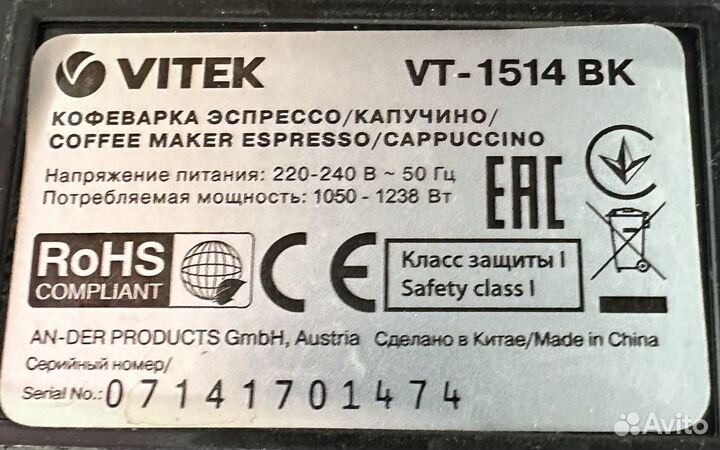 VITEK VT-1514 BK
КОФЕВАРКА ЭСПРЕССО/КАПУЧИНО/
COFFEE MAKER ESPRESSO/CAPPUCCINO
Напряжение питания: 220-240 В ~ 50 Гц
Потребляемая мощность: 1050 - 1238 Вт
EAC
RoHS
COMPLIANT
CE
Класс защиты I
Safety class I
AN-DER PRODUCTS GmbH, Austria Сделано в Китае/Made in China
Серийный номер/
Serial No.: 07141701474
Avito